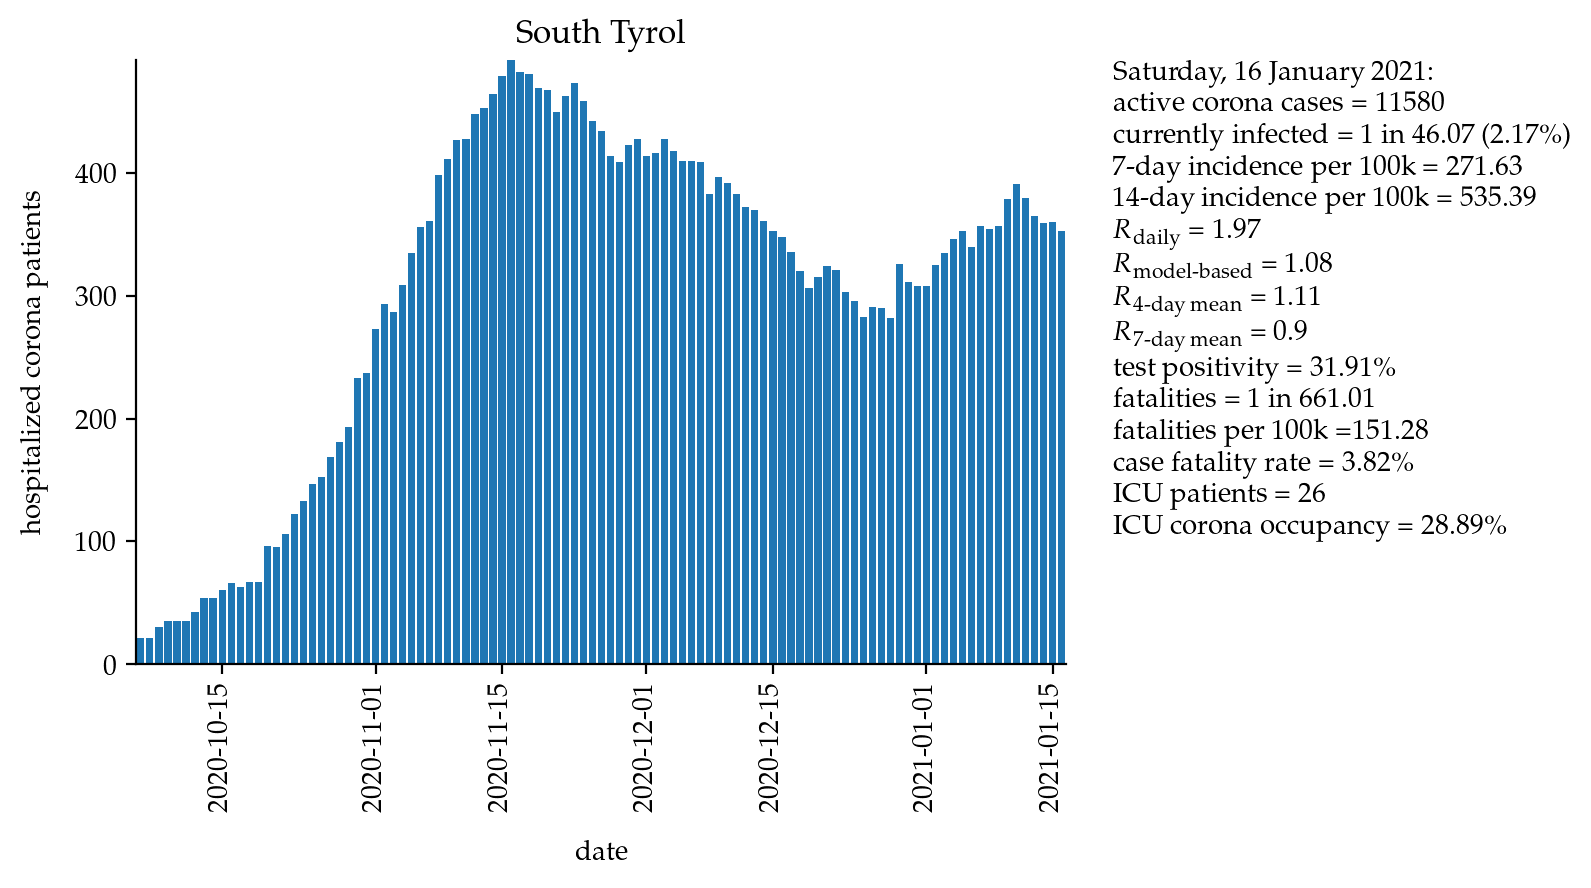 South Tyrol
hospitalized corona patients
400
300
200
100
0
2020-10-15
2020-11-01
2020-11-15
2020-12-01
2020-12-15
2021-01-01
2021-01-15
date
Saturday, 16 January 2021:
active corona cases = 11580
currently infected = 1 in 46.07 (2.17%)
7-day incidence per 100k = 271.63
14-day incidence per 100k = 535.39
R daily = 1.97
R model-based = 1.08
R 4-day mean = 1.11
R 7-day mean = 0.9
test positivity = 31.91%
fatalities = 1 in 661.01
fatalities per 100k =151.28
case fatality rate = 3.82%
ICU patients = 26
ICU corona occupancy = 28.89%